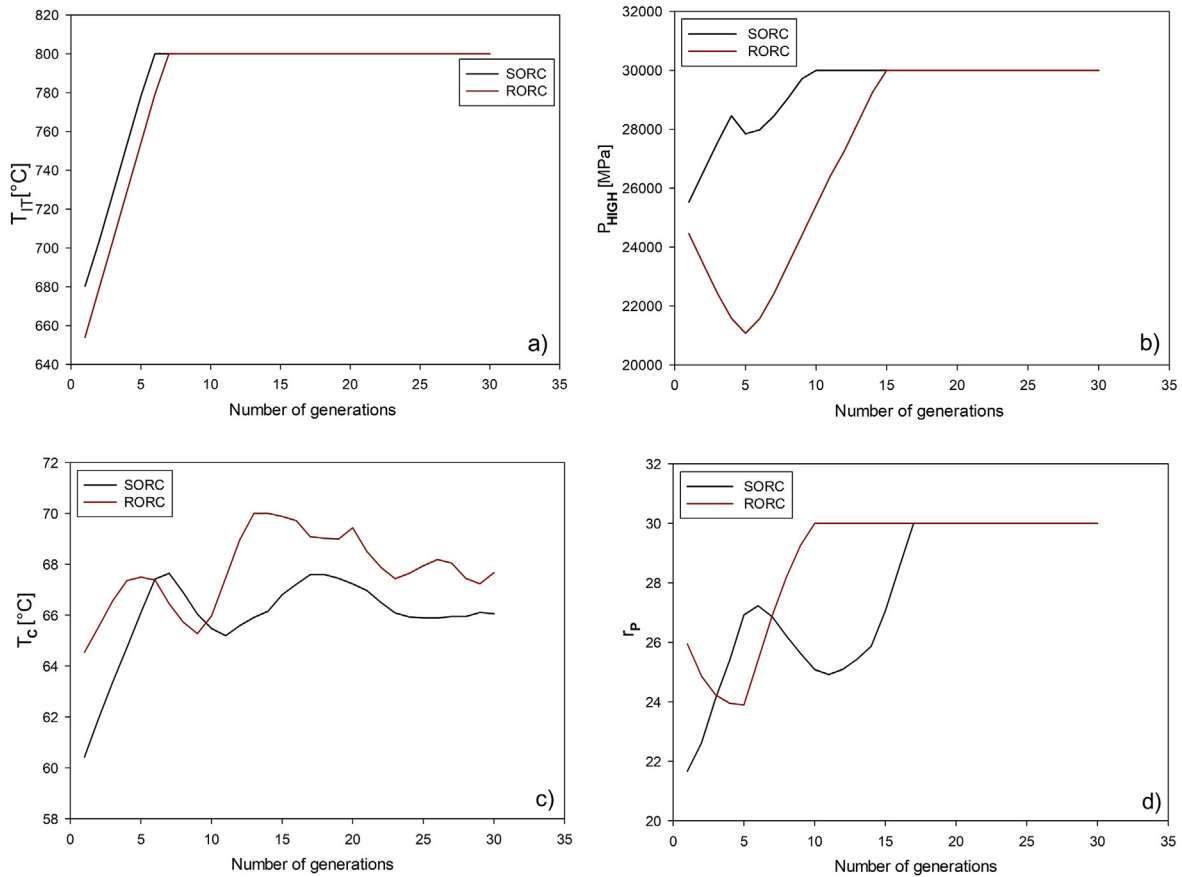 820
800
780
760
740
720
700
680
660
640
T_IT [°C]
SORC
RORC
a)
0 5 10 15 20 25 30 35
Number of generations
32000
30000
28000
26000
24000
22000
20000
P_HIGH [MPa]
SORC
RORC
b)
0 5 10 15 20 25 30 35
Number of generations
72
70
68
66
64
62
60
58
T_C [°C]
SORC
RORC
c)
0 5 10 15 20 25 30 35
Number of generations
32
30
28
26
24
22
20
r_P
SORC
RORC
d)
0 5 10 15 20 25 30 35
Number of generations